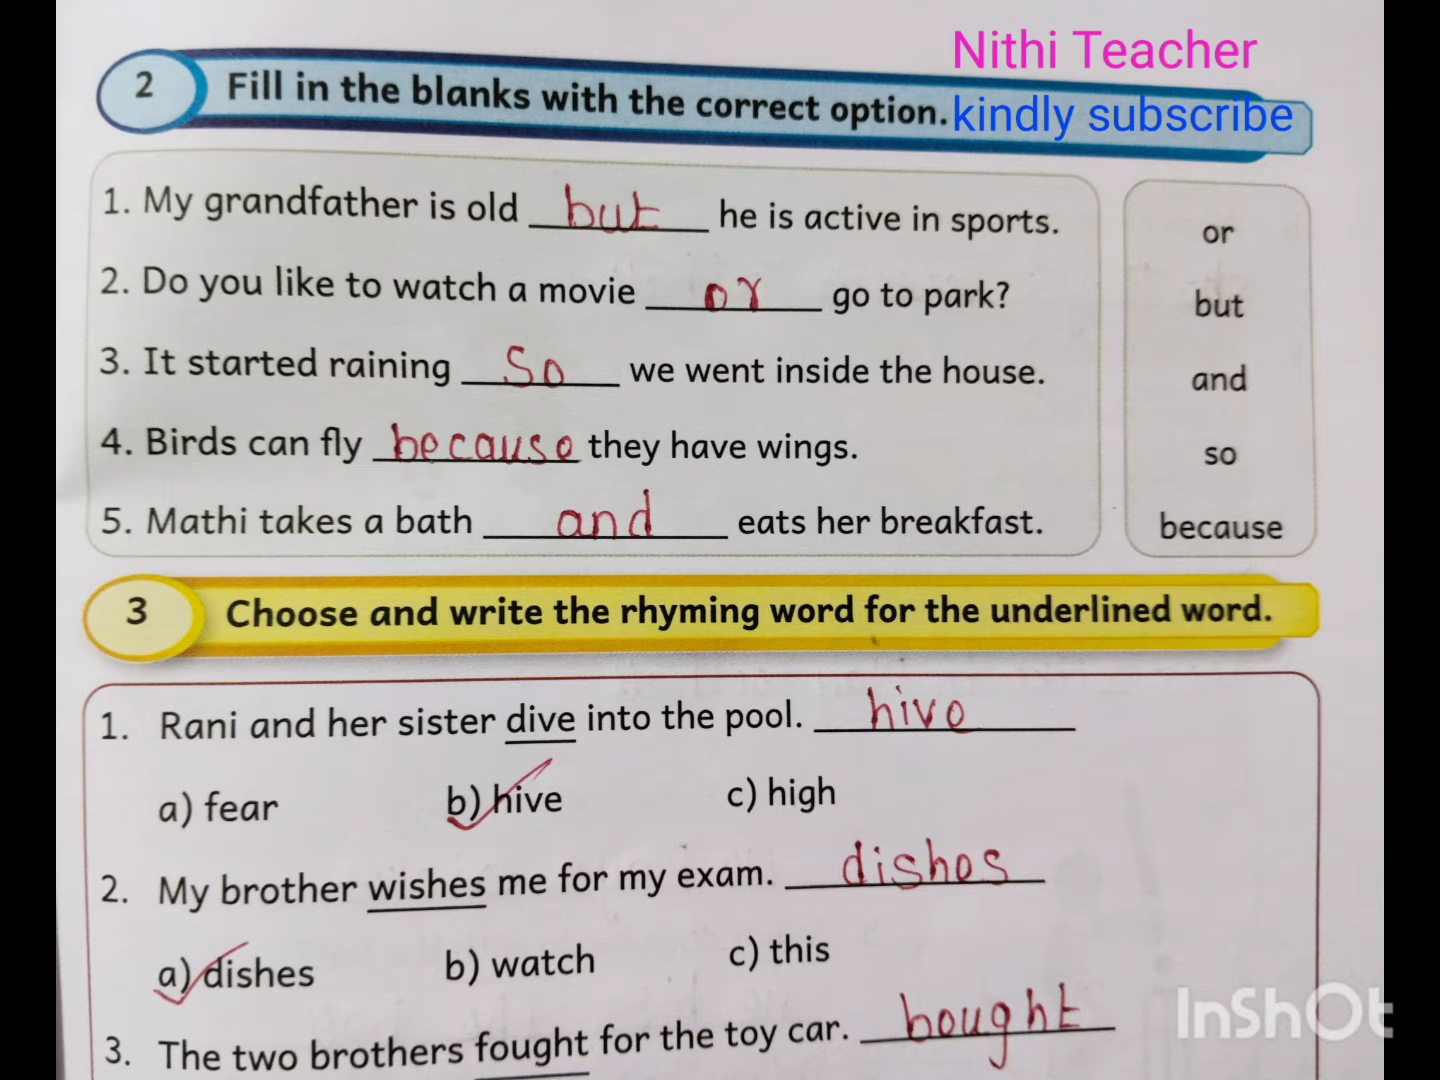 Nithi Teacher
kindly subscribe
2 Fill in the blanks with the correct option.
1. My grandfather is old but he is active in sports.
2. Do you like to watch a movie or go to park?
3. It started raining so we went inside the house.
4. Birds can fly because they have wings.
5. Mathi takes a bath and eats her breakfast.
or
but
and
so
because
3 Choose and write the rhyming word for the underlined word.
1. Rani and her sister dive into the pool. hive
a) fear b) hive c) high
2. My brother wishes me for my exam. dishes
a) dishes b) watch c) this
3. The two brothers fought for the toy car. bought
InShOt